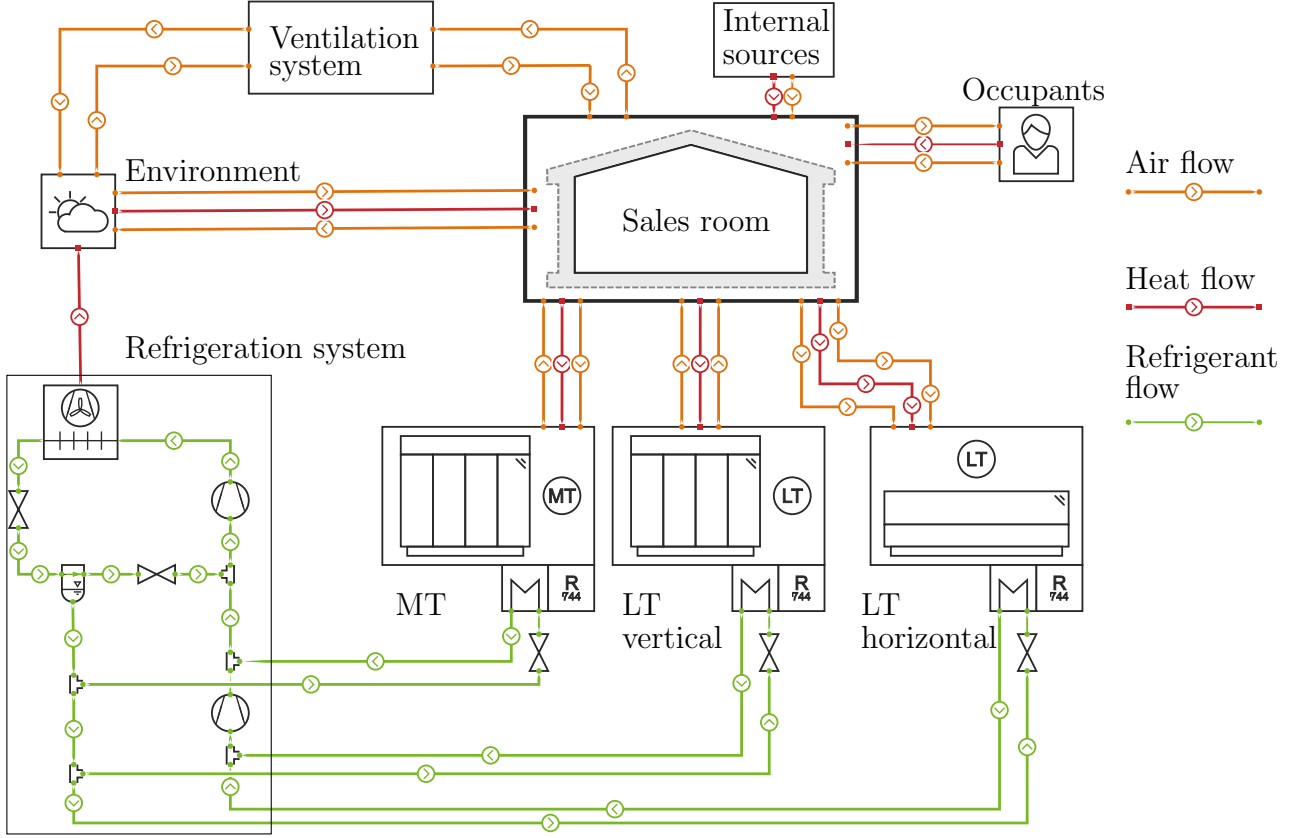 Internal
sources
Ventilation
system
Occupants
Environment
Air flow
Sales room
Heat flow
Refrigeration system
Refrigerant
flow
LT
MT
LT
R
744
R
744
R
744
MT
LT
vertical
LT
horizontal